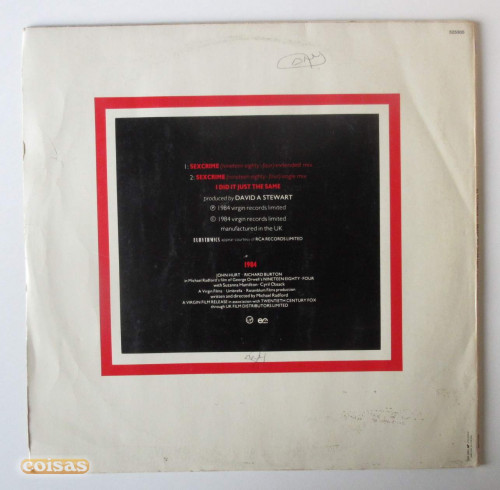 1: SEXCRIME (nineteen eighty-four) extended mix
2: SEXCRIME (nineteen eighty-four) single mix
I DID IT JUST THE SAME
produced by DAVID A STEWART
℗ 1984 virgin records limited
© 1984 virgin records limited
manufactured in the UK
EURYTHMICS appear courtesy of RCA RECORDS LIMITED
1984
JOHN HURT RICHARD BURTON
in Michael Radford's film of George Orwell's NINETEEN EIGHTY-FOUR
with Suzanna Hamilton · Cyril Cusack
A Virgin Films Umbrella Rosenblum Films production
written and directed by Michael Radford
A VIRGIN FILM RELEASE in association with TWENTIETH CENTURY FOX
through UK FILM DISTRIBUTORS LIMITED
coisas